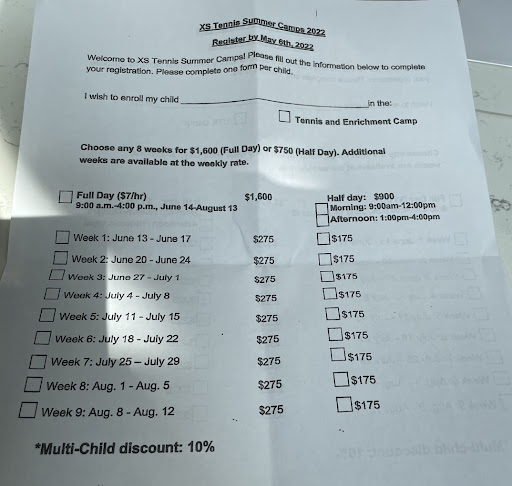 XS Tennis Summer Camps 2022
Register by May 6th, 2022
Welcome to XS Tennis Summer Camps! Please fill out the information below to complete
your registration. Please complete one form per child.
I wish to enroll my child ______________________________ in the:
Tennis and Enrichment Camp
Choose any 8 weeks for $1,600 (Full Day) or $750 (Half Day). Additional
weeks are available at the weekly rate.
Full Day ($7/hr) $1,600 Half day: $900
9:00 a.m.-4:00 p.m., June 14-August 13 Morning: 9:00am-12:00pm
Afternoon: 1:00pm-4:00pm
Week 1: June 13 - June 17 $275 $175
Week 2: June 20 - June 24 $275 $175
Week 3: June 27 - July 1 $275 $175
Week 4: July 4 - July 8 $275 $175
Week 5: July 11 - July 15 $275 $175
Week 6: July 18 - July 22 $275 $175
Week 7: July 25 – July 29 $275 $175
Week 8: Aug. 1 - Aug. 5 $275 $175
Week 9: Aug. 8 - Aug. 12 $275 $175
*Multi-Child discount: 10%